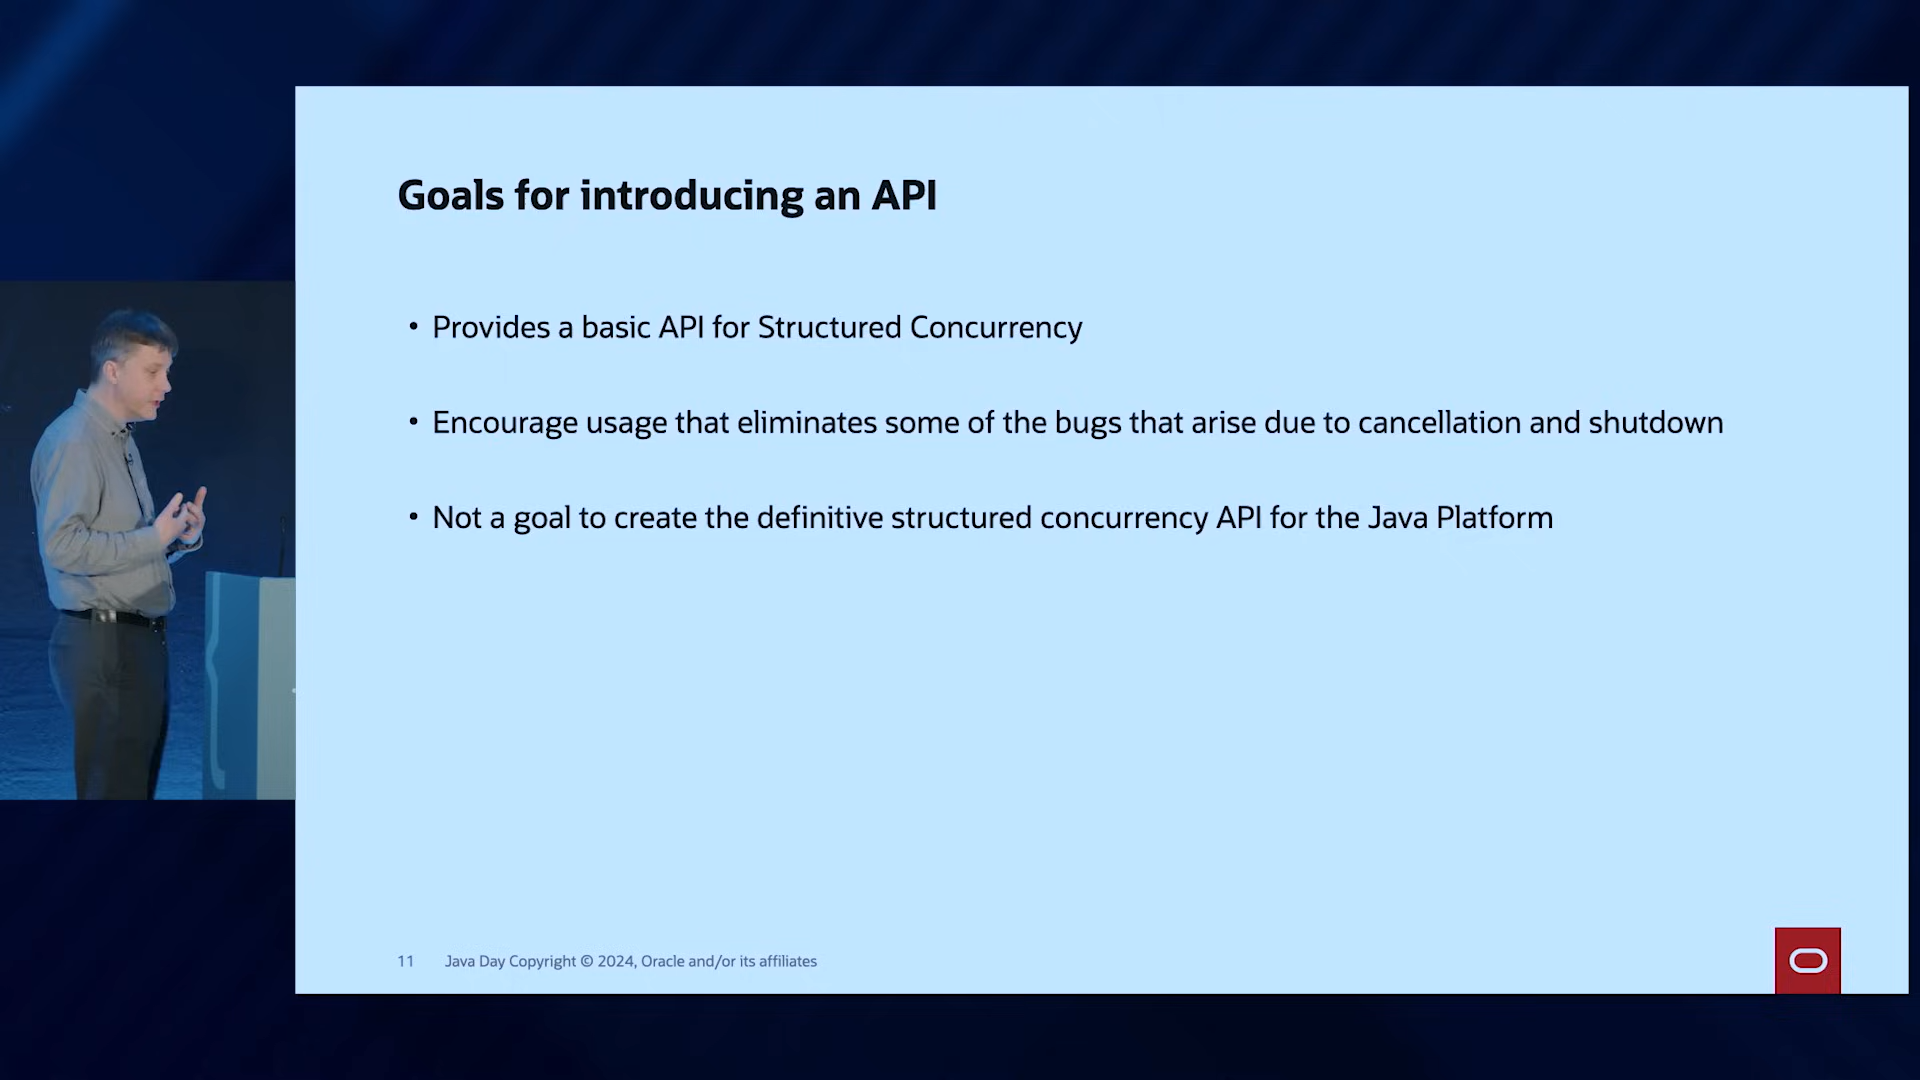 Goals for introducing an API
• Provides a basic API for Structured Concurrency
• Encourage usage that eliminates some of the bugs that arise due to cancellation and shutdown
• Not a goal to create the definitive structured concurrency API for the Java Platform
11 Java Day Copyright © 2024, Oracle and/or its affiliates